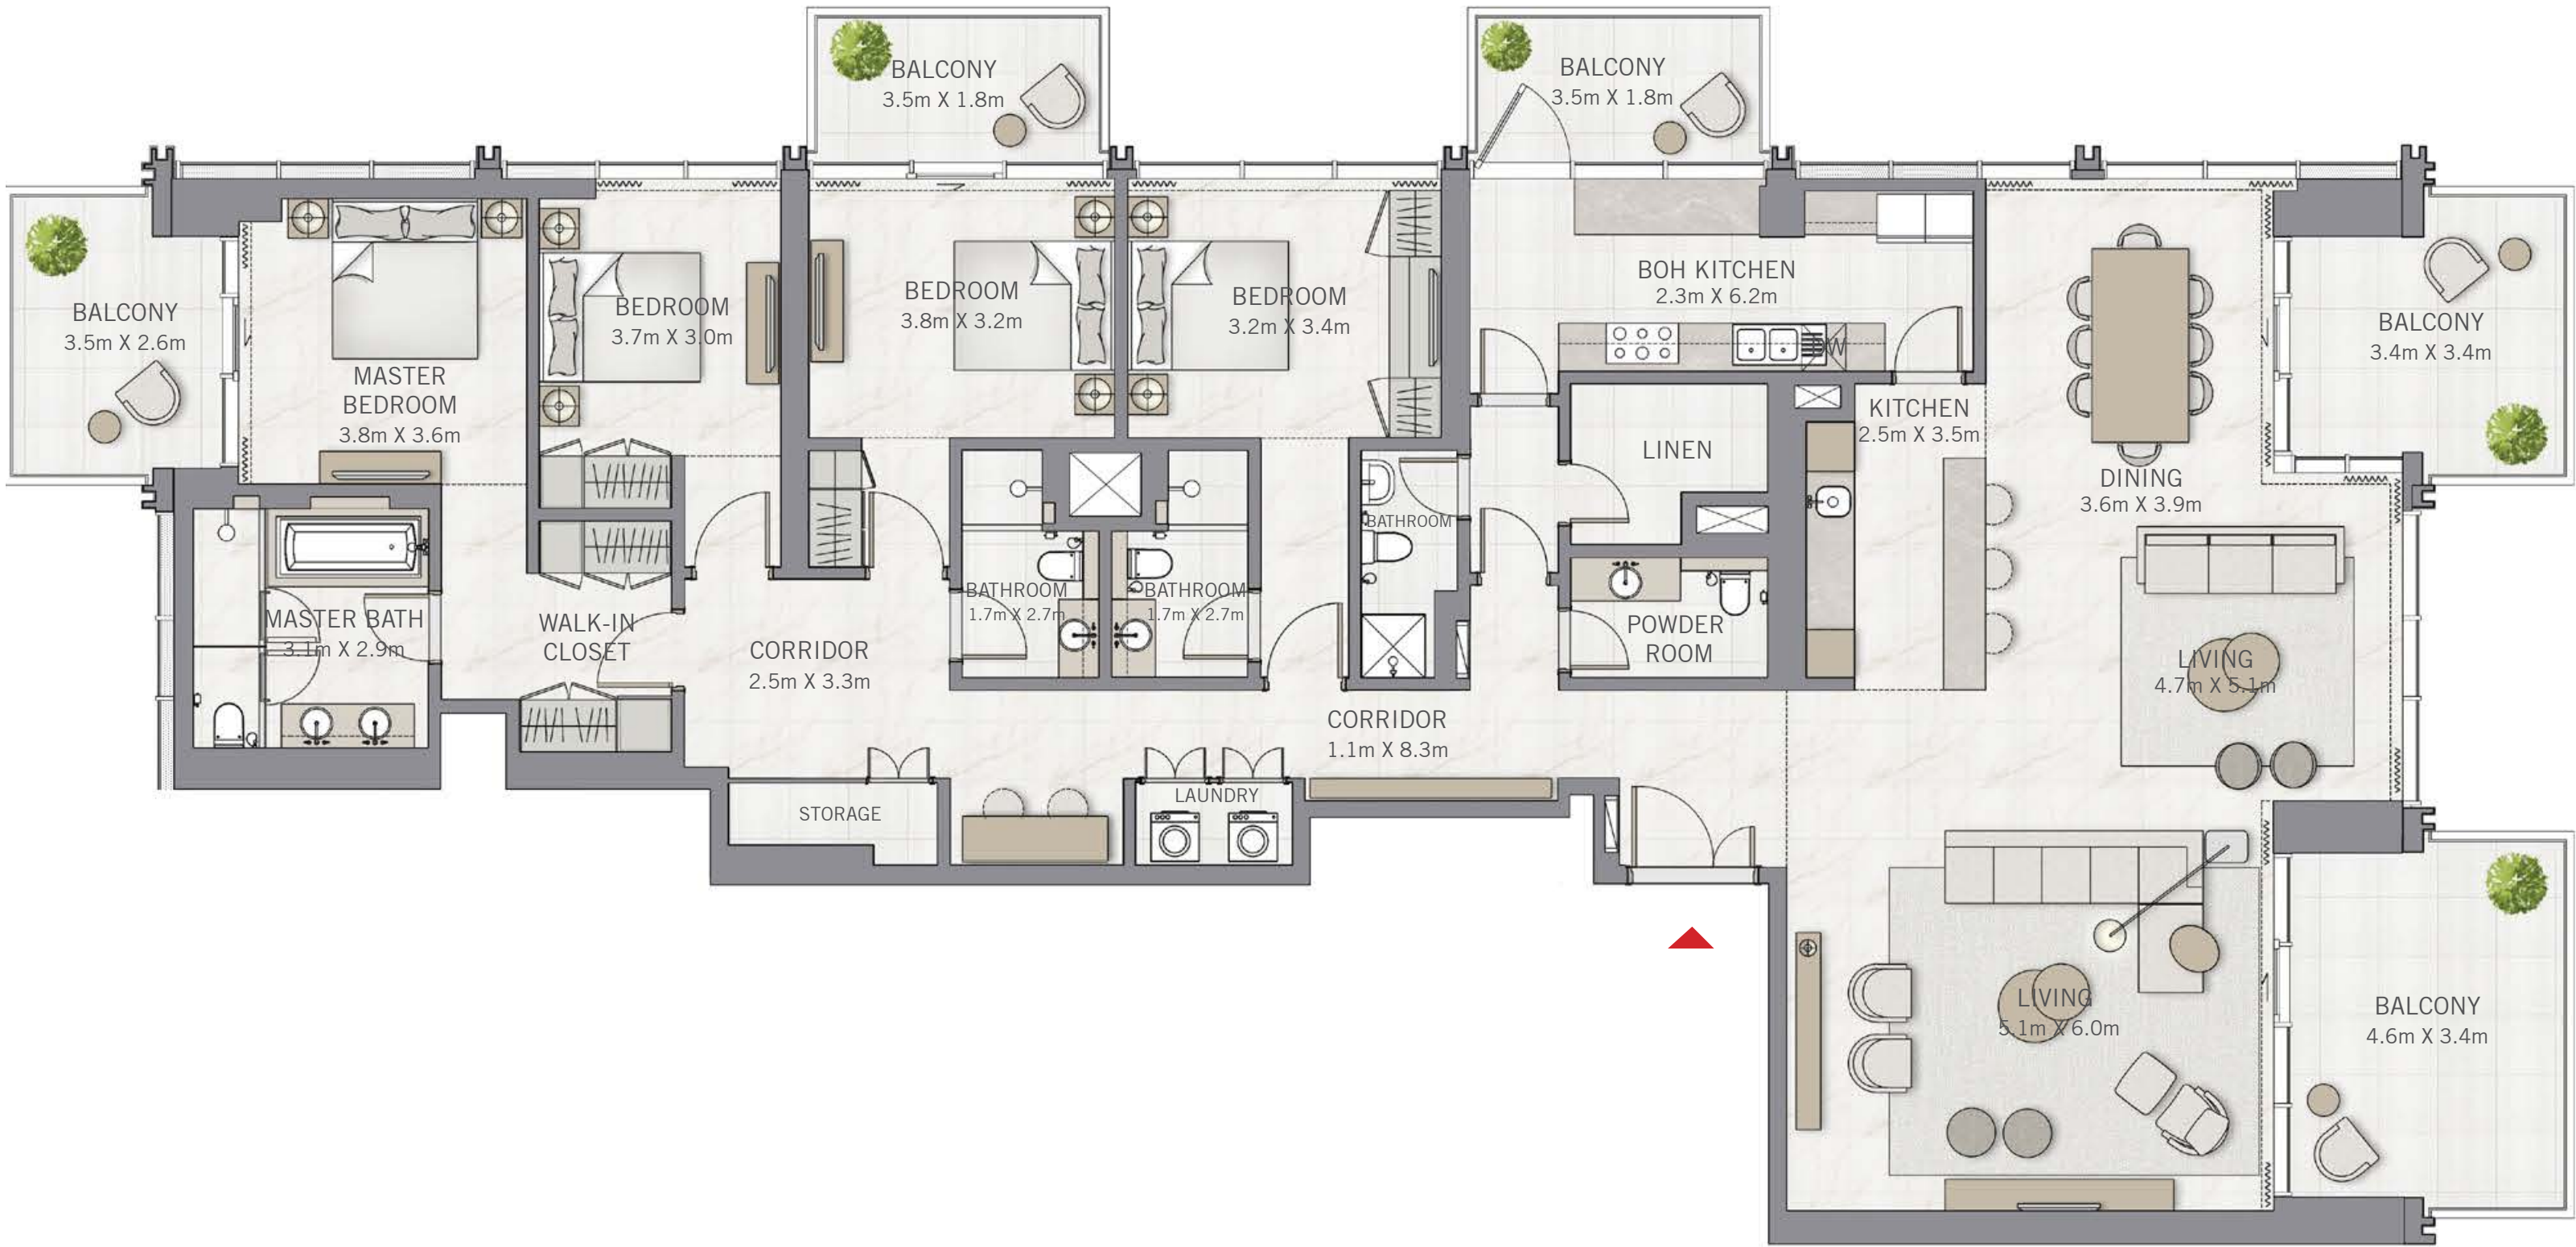 BALCONY
3.5m X 1.8m
BALCONY
3.5m X 1.8m
BALCONY
3.5m X 2.6m
MASTER
BEDROOM
3.8m X 3.6m
BEDROOM
3.7m X 3.0m
BEDROOM
3.8m X 3.2m
BEDROOM
3.2m X 3.4m
BOH KITCHEN
2.3m X 6.2m
DW
BALCONY
3.4m X 3.4m
LINEN
KITCHEN
2.5m X 3.5m
DINING
3.6m X 3.9m
MASTER BATH
3.1m X 2.9m
WALK-IN
CLOSET
CORRIDOR
2.5m X 3.3m
BATHROOM
1.7m X 2.7m
BATHROOM
1.7m X 2.7m
BATHROOM
POWDER
ROOM
LIVING
4.7m X 5.1m
CORRIDOR
1.1m X 8.3m
STORAGE
LAUNDRY
LIVING
5.1m X 6.0m
BALCONY
4.6m X 3.4m